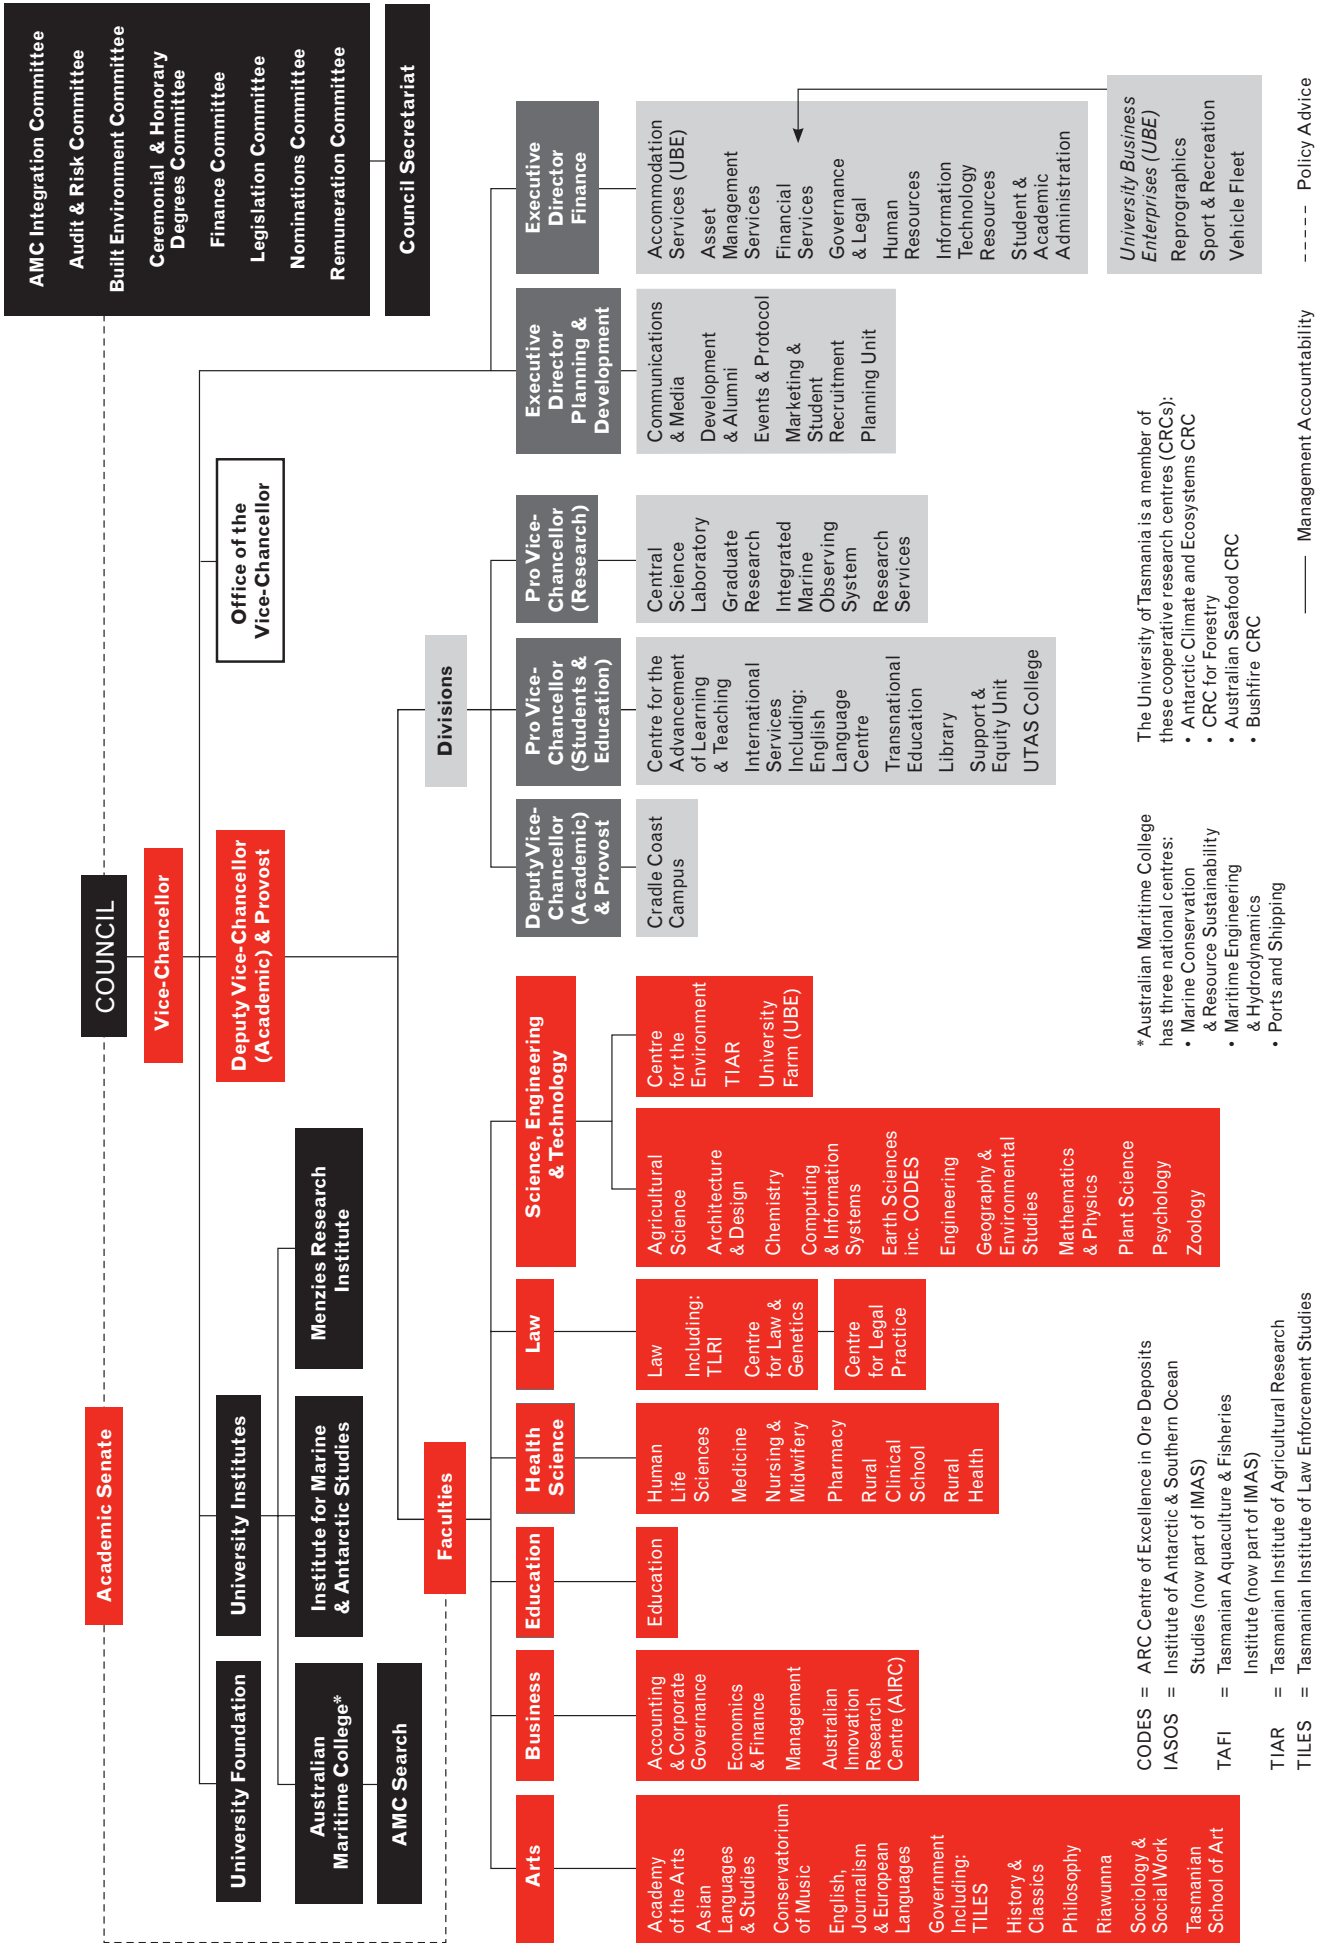 COUNCIL
Academic Senate
Vice-Chancellor
AMC Integration Committee
Audit & Risk Committee
Built Environment Committee
Ceremonial & Honorary
Degrees Committee
Finance Committee
Legislation Committee
Nominations Committee
Remuneration Committee
Council Secretariat
University Foundation
University Institutes
Deputy Vice-Chancellor
(Academic) & Provost
Office of the
Vice-Chancellor
Australian
Maritime College*
Institute for Marine
& Antarctic Studies
Menzies Research
Institute
AMC Search
Faculties
Divisions
Arts
Business
Education
Health
Science
Law
Science, Engineering
& Technology
Deputy Vice-
Chancellor
(Academic)
& Provost
Pro Vice-
Chancellor
(Students &
Education)
Pro Vice-
Chancellor
(Research)
Executive
Director
Planning &
Development
Executive
Director
Finance
Academy
of the Arts
Asian
Languages
& Studies
Conservatorium
of Music
English,
Journalism
& European
Languages
Government
Including:
TILES
History &
Classics
Philosophy
Riawunna
Sociology &
Social Work
Tasmanian
School of Art
Accounting
& Corporate
Governance
Economics
& Finance
Management
Australian
Innovation
Research
Centre (AIRC)
Education
Human
Life
Sciences
Medicine
Nursing &
Midwifery
Pharmacy
Rural
Clinical
School
Rural
Health
Law
Including:
TLRI
Centre
for Law &
Genetics
Centre
for Legal
Practice
Agricultural
Science
Architecture
& Design
Chemistry
Computing
& Information
Systems
Earth Sciences
inc. CODES
Engineering
Geography &
Environmental
Studies
Mathematics
& Physics
Plant Science
Psychology
Zoology
Centre
for the
Environment
TIAR
University
Farm (UBE)
Cradle Coast
Campus
Centre for the
Advancement
of Learning
& Teaching
International
Services
Including:
English
Language
Centre
Transnational
Education
Library
Support &
Equity Unit
UTAS College
Central
Science
Laboratory
Graduate
Research
Integrated
Marine
Observing
System
Research
Services
Communications
& Media
Development
& Alumni
Events & Protocol
Marketing &
Student
Recruitment
Planning Unit
Accommodation
Services (UBE)
Asset
Management
Services
Financial
Services
Governance
& Legal
Human
Resources
Information
Technology
Resources
Student &
Academic
Administration
University Business
Enterprises (UBE)
Reprographics
Sport & Recreation
Vehicle Fleet
CODES = ARC Centre of Excellence in Ore Deposits
IASOS = Institute of Antarctic & Southern Ocean
Studies (now part of IMAS)
TAFI = Tasmanian Aquaculture & Fisheries
Institute (now part of IMAS)
TIAR = Tasmanian Institute of Agricultural Research
TILES = Tasmanian Institute of Law Enforcement Studies
* Australian Maritime College
has three national centres:
• Marine Conservation
& Resource Sustainability
• Maritime Engineering
& Hydrodynamics
• Ports and Shipping
The University of Tasmania is a member of
these cooperative research centres (CRCs):
• Antarctic Climate and Ecosystems CRC
• CRC for Forestry
• Australian Seafood CRC
• Bushfire CRC
Management Accountability
Policy Advice